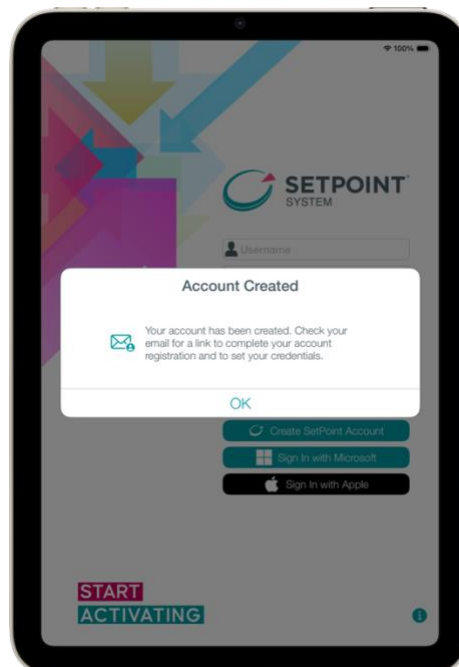 100%
SETPOINT
SYSTEM
Username
Account Created
Your account has been created. Check your
email for a link to complete your account
registration and to set your credentials.
OK
Create SetPoint Account
Sign In with Microsoft
Sign In with Apple
START
ACTIVATING